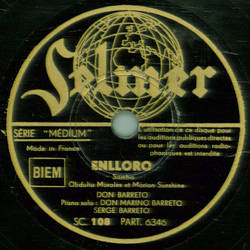 Selmer
SÉRIE "MÉDIUM"
Made in France
L'utilisation de ce disque pour
les auditions publiques directes
ou pour les auditions radio-
phoniques est interdite.
BIEM
ENLLORO
Samba
Obdulio Morales et Marion Sunshine
DON BARRETO
Piano solo : DON MARINO BARRETO
SERGE BARRETO
SC. 108 PART. 6346